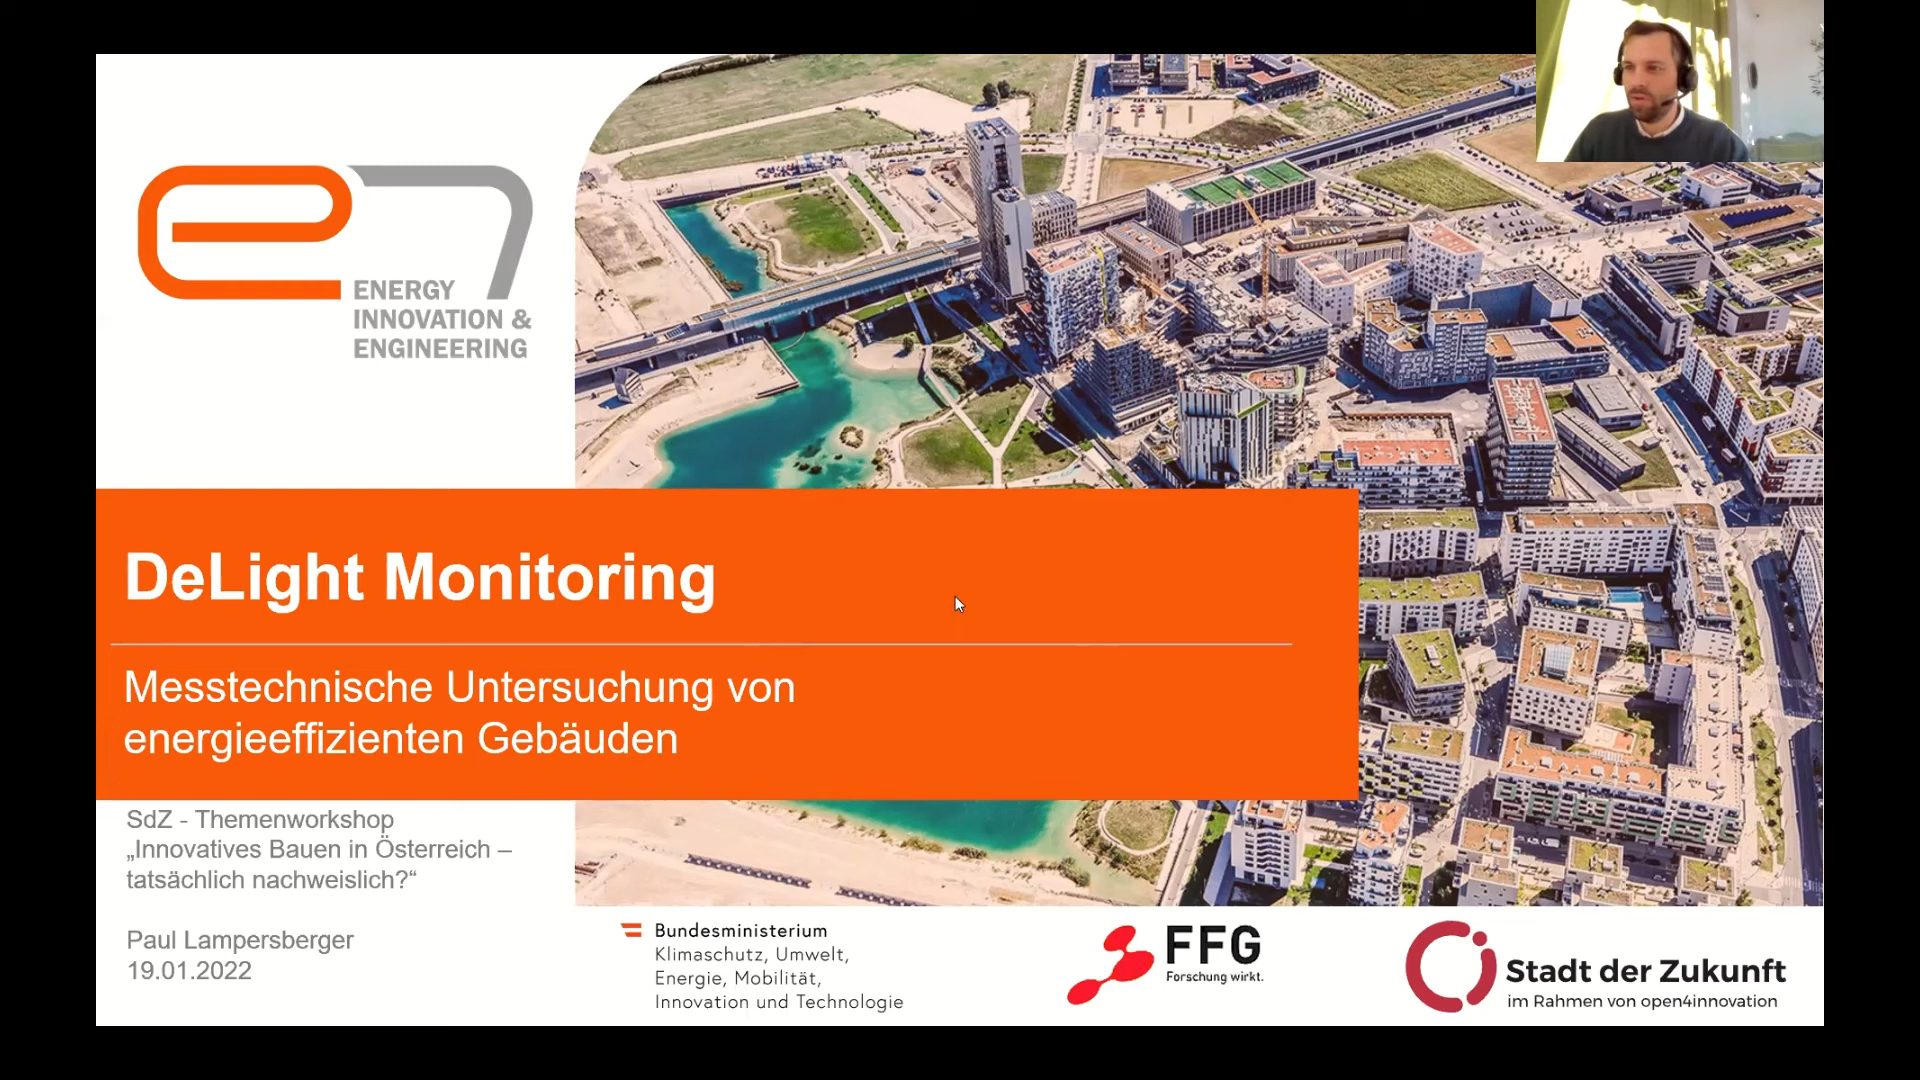 e7
ENERGY
INNOVATION &
ENGINEERING
DeLight Monitoring
Messtechnische Untersuchung von
energieeffizienten Gebäuden
SdZ - Themenworkshop
„Innovatives Bauen in Österreich –
tatsächlich nachweislich?“
Paul Lampersberger
19.01.2022
Bundesministerium
Klimaschutz, Umwelt,
Energie, Mobilität,
Innovation und Technologie
FFG
Forschung wirkt.
Stadt der Zukunft
im Rahmen von open4innovation